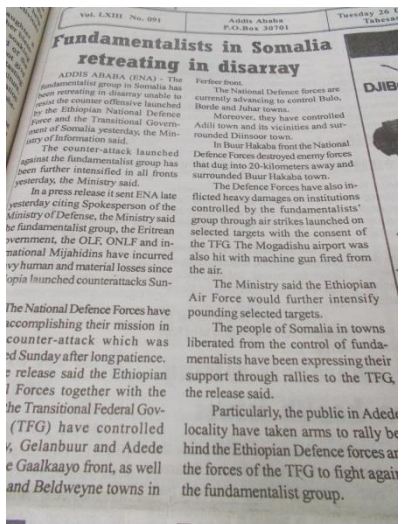 Vol. LXIII No. 091
Addis Ababa
P.O.Box 30701
Tuesday 26
Fundamentalists in Somalia
retreating in disarray
ADDIS ABABA (ENA) - The
fundamentalist group in Somalia has
been retreating in disarray unable to
resist the counter offensive launched
by the Ethiopian National Defence
Force and the Transitional Govern-
ment of Somalia yesterday, the Min-
istry of Information said.
The counter-attack launched
against the fundamentalist group has
been further intensified in all fronts
yesterday, the Ministry said.
In a press release it sent ENA late
yesterday citing Spokesperson of the
Ministry of Defense, the Ministry said
he fundamentalist group, the Eritrean
vernment, the OLF, ONLF and in-
rnational Mijahidins have incurred
vy human and material losses since
opia launched counterattacks Sun-
The National Defence Forces have
accomplishing their mission in
counter-attack which was
ed Sunday after long patience.
release said the Ethiopian
l Forces together with the
the Transitional Federal Gov-
(TFG) have controlled
Gelanbuur and Adede
e Gaalkaayo front, as well
and Beldweyne towns in
Ferfeer front.
The National Defence forces are
currently advancing to control Bulo,
Borde and Juhar towns.
Moreover, they have controlled
Adili town and its vicinities and sur-
rounded Diinsoor town.
In Buur Hakaba front the National
Defence Forces destroyed enemy forces
that dug into 20-kilometers away and
surrounded Buur Hakaba town.
The Defence Forces have also in-
flicted heavy damages on institutions
controlled by the fundamentalists'
group through air strikes launched on
selected targets with the consent of
the TFG. The Mogadishu airport was
also hit with machine gun fired from
the air.
The Ministry said the Ethiopian
Air Force would further intensify
pounding selected targets.
The people of Somalia in towns
liberated from the control of funda-
mentalists have been expressing their
support through rallies to the TFG,
the release said.
Particularly, the public in Adede
locality have taken arms to rally be
hind the Ethiopian Defence forces an
the forces of the TFG to fight agai
the fundamentalist group.
DJIB